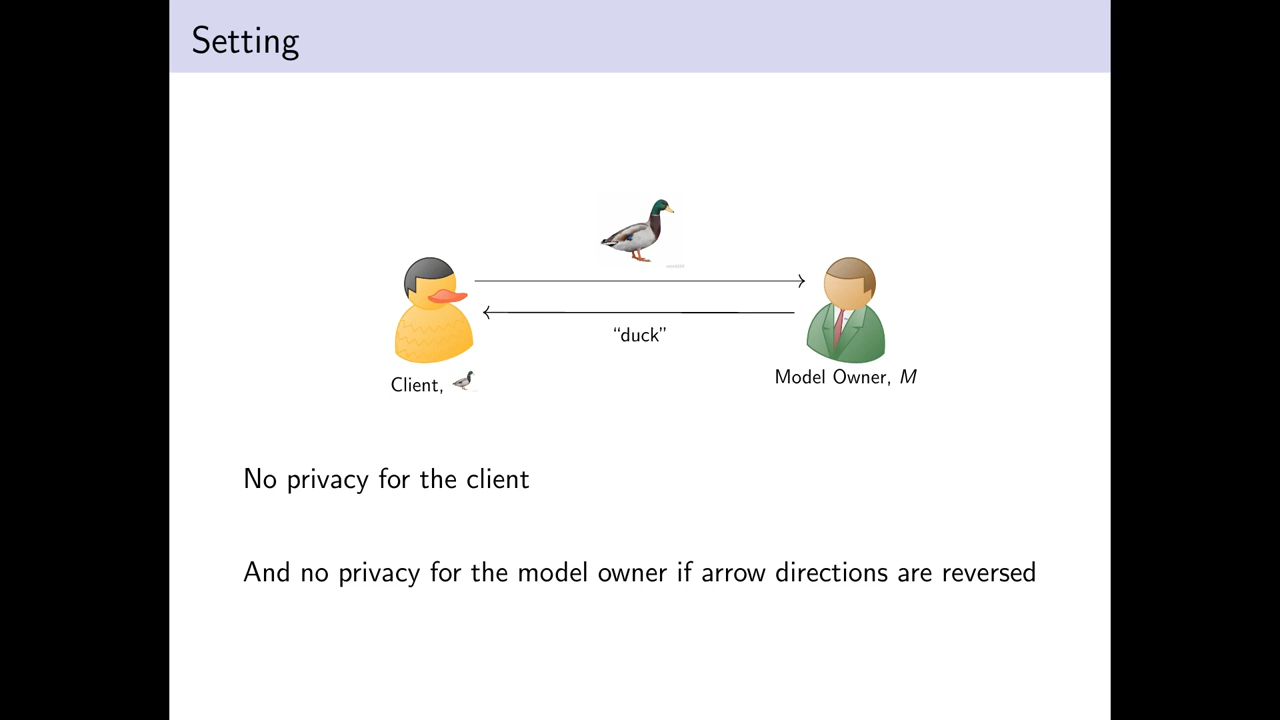 Setting
“duck”
Client,
Model Owner, M
No privacy for the client
And no privacy for the model owner if arrow directions are reversed